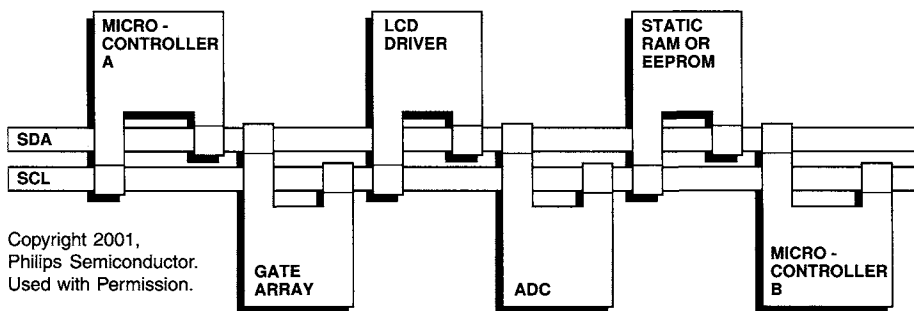 MICRO -
CONTROLLER
A
LCD
DRIVER
STATIC
RAM OR
EEPROM
SDA
SCL
Copyright 2001,
Philips Semiconductor.
Used with Permission.
GATE
ARRAY
ADC
MICRO -
CONTROLLER
B